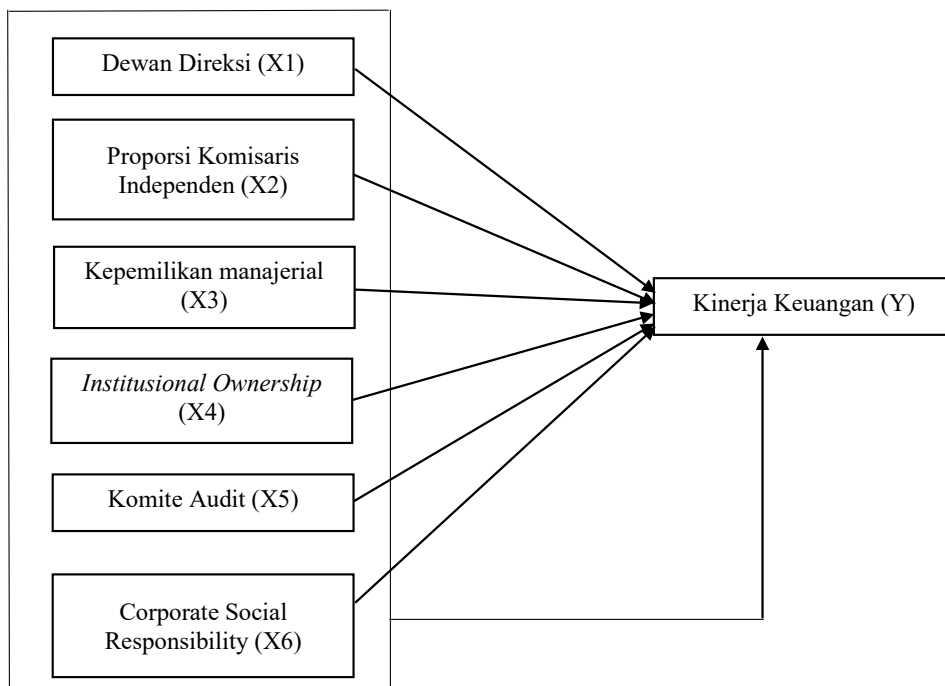 Dewan Direksi (X1)
Proporsi Komisaris
Independen (X2)
Kepemilikan manajerial
(X3)
Institusional Ownership
(X4)
Komite Audit (X5)
Corporate Social
Responsibility (X6)
Kinerja Keuangan (Y)